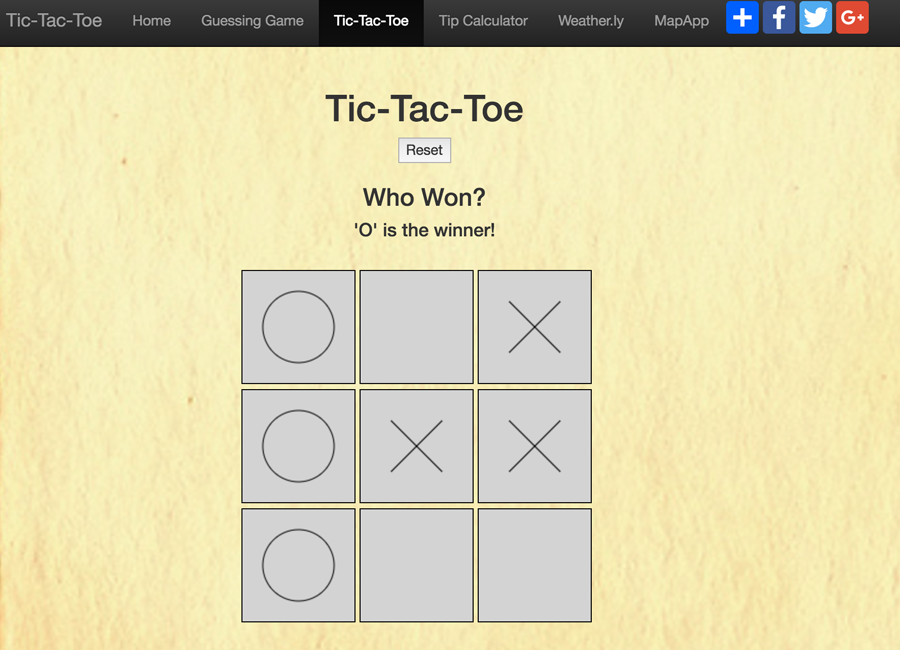 Tic-Tac-Toe Home Guessing Game Tic-Tac-Toe Tip Calculator Weather.ly MapApp G+
Tic-Tac-Toe
Reset
Who Won?
'O' is the winner!